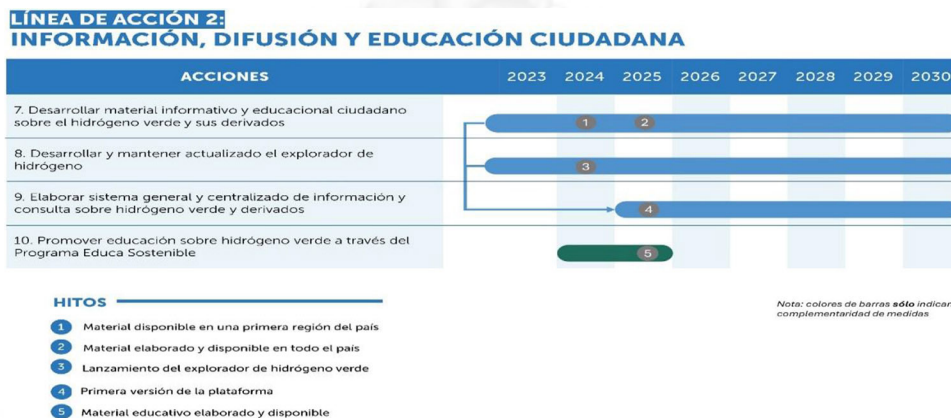 LÍNEA DE ACCIÓN 2:
INFORMACIÓN, DIFUSIÓN Y EDUCACIÓN CIUDADANA
ACCIONES 2023 2024 2025 2026 2027 2028 2029 2030
7. Desarrollar material informativo y educacional ciudadano
sobre el hidrógeno verde y sus derivados
1 2
8. Desarrollar y mantener actualizado el explorador de
hidrógeno
3
9. Elaborar sistema general y centralizado de información y
consulta sobre hidrógeno verde y derivados
4
10. Promover educación sobre hidrógeno verde a través del
Programa Educa Sostenible
5
HITOS
1 Material disponible en una primera región del país
2 Material elaborado y disponible en todo el país
3 Lanzamiento del explorador de hidrógeno verde
4 Primera versión de la plataforma
5 Material educativo elaborado y disponible
Nota: colores de barras sólo indican
complementaridad de medidas